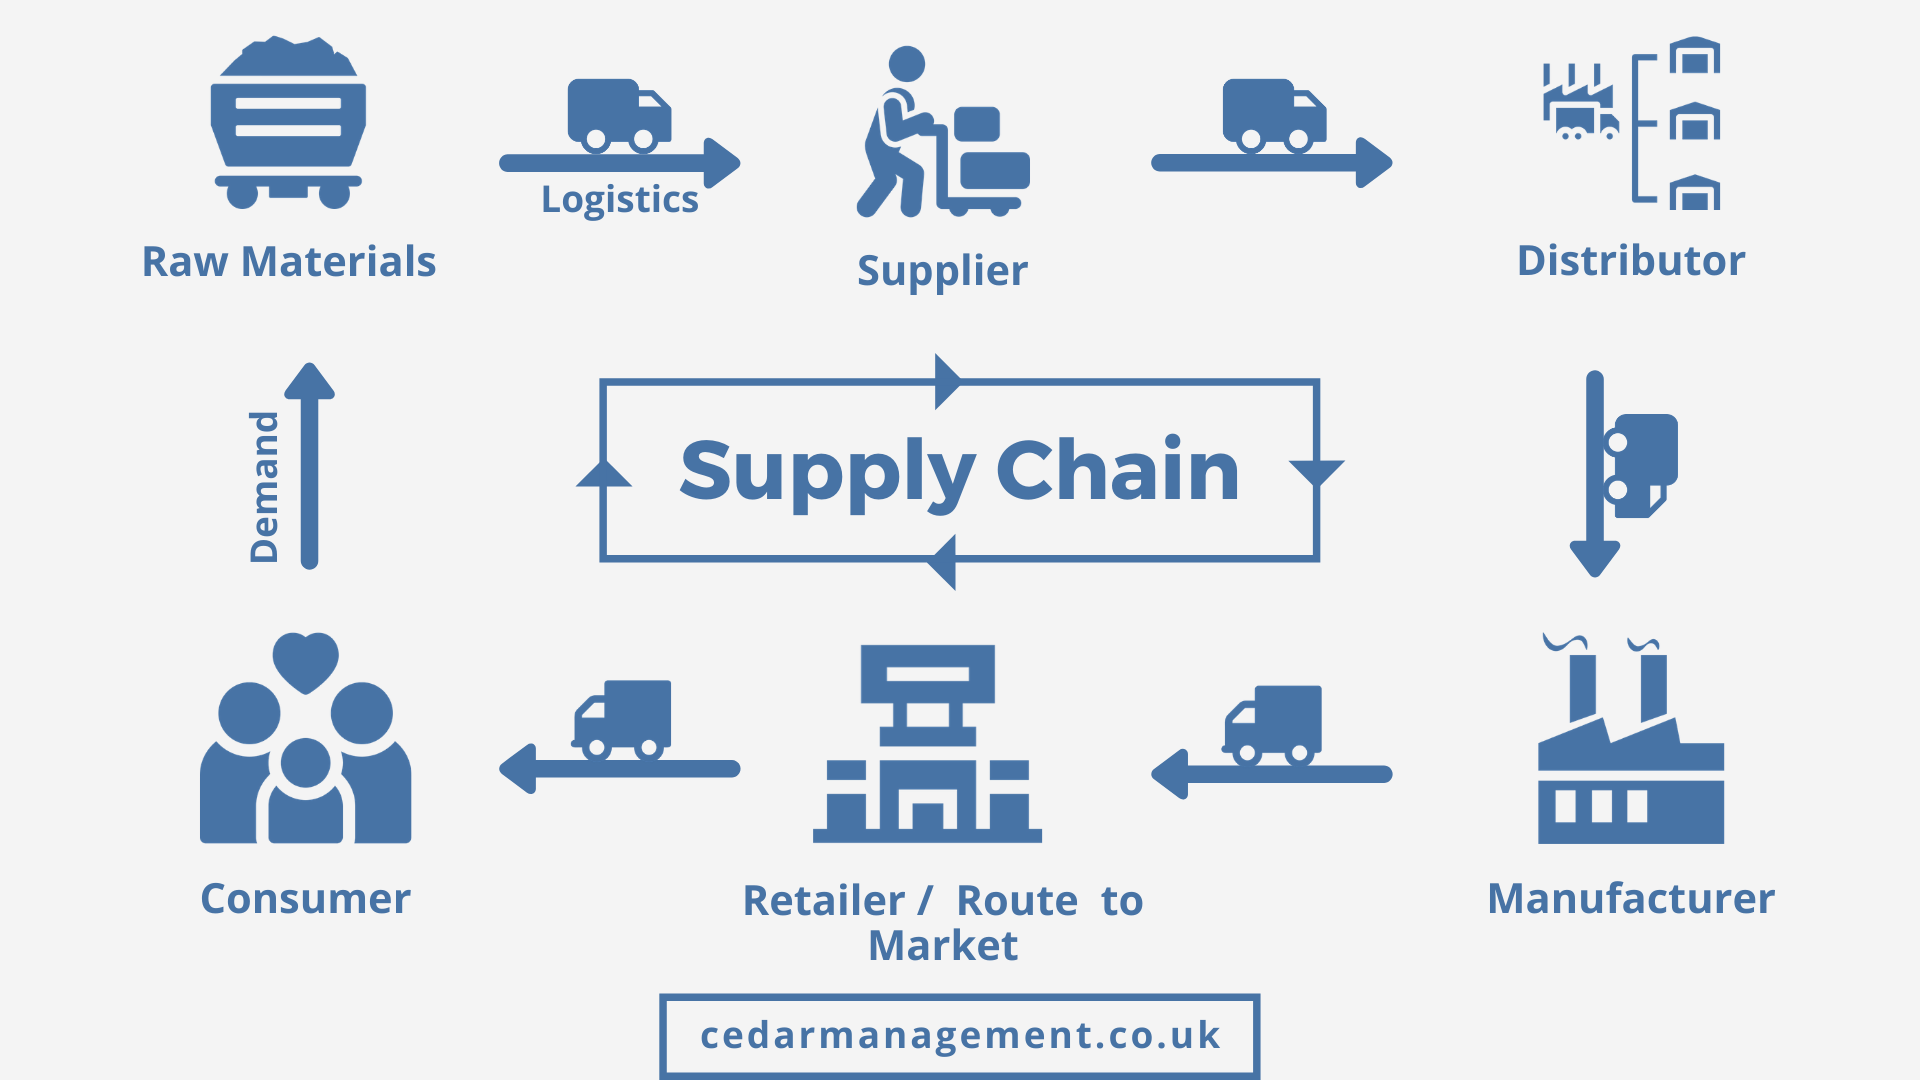 Logistics
Raw Materials
Supplier
Distributor
Demand
Supply Chain
Consumer
Retailer / Route to
Market
Manufacturer
cedarmanagement.co.uk